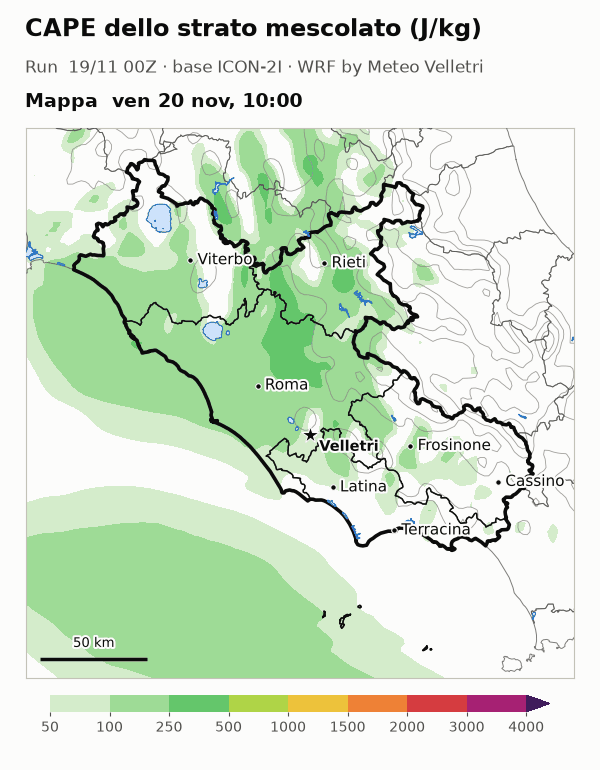 CAPE dello strato mescolato (J/kg)
Run  19/11 00Z · base ICON-2I · WRF by Meteo Velletri
Mappa  ven 20 nov, 10:00
Viterbo
Rieti
Roma
Velletri
Frosinone
Cassino
Latina
Terracina
50 km
50 100 250 500 1000 1500 2000 3000 4000